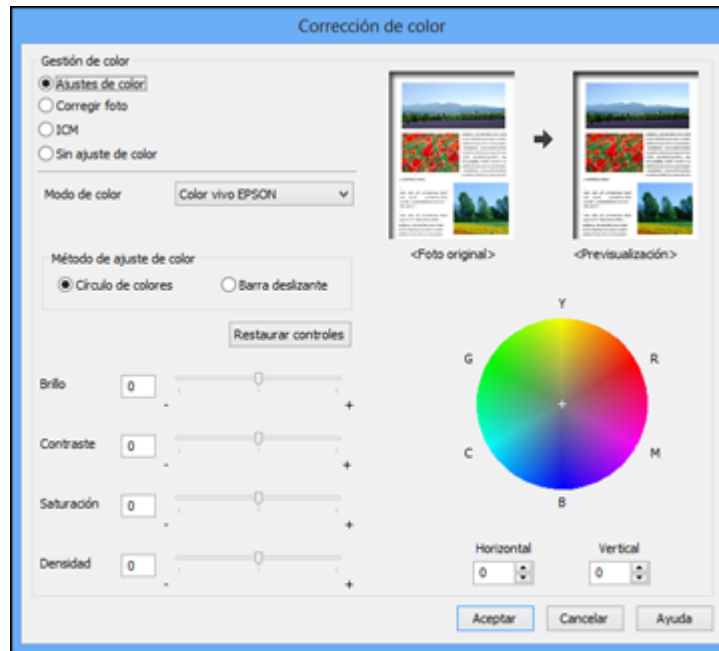 Corrección de color
Gestión de color
Ajustes de color
Corregir foto
ICM
Sin ajuste de color
Modo de color
Color vivo EPSON
<Foto original>
<Previsualización>
Método de ajuste de color
Círculo de colores
Barra deslizante
Restaurar controles
Brillo
0
-
+
Contraste
0
-
+
Saturación
0
-
+
Densidad
0
-
+
Y
G
R
C
M
B
Horizontal
Vertical
0
0
Aceptar
Cancelar
Ayuda